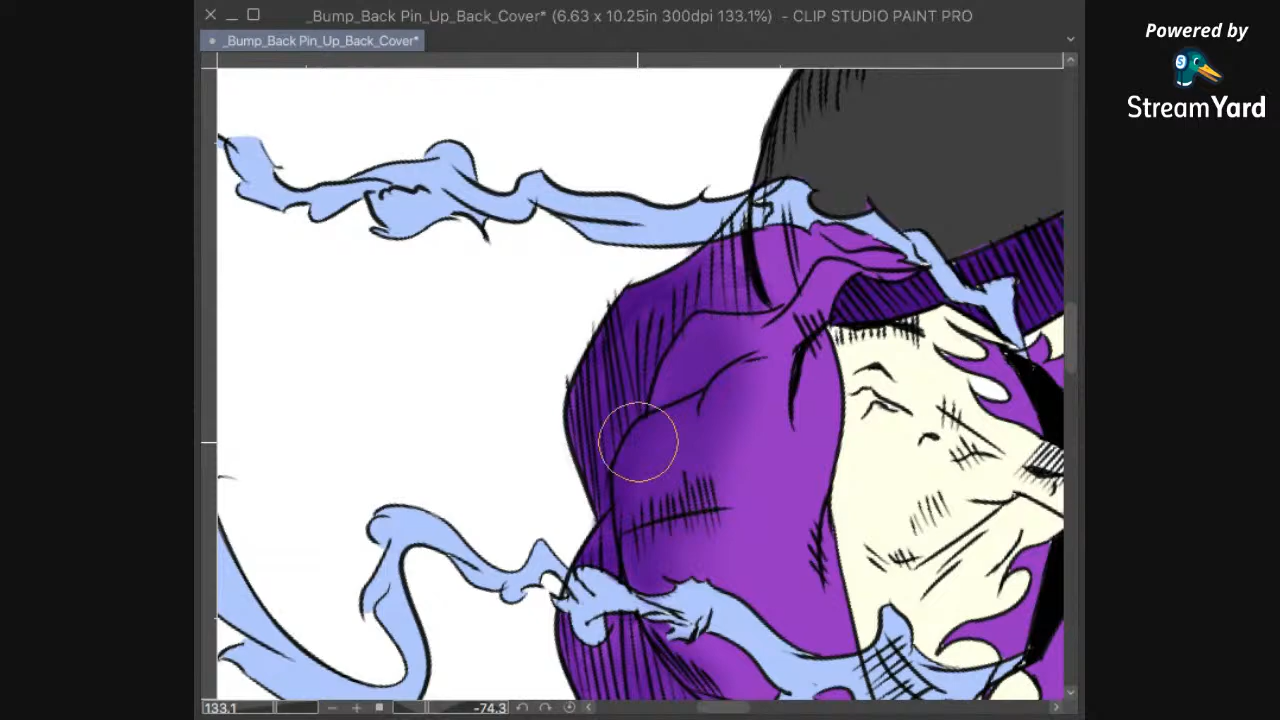 _Bump_Back Pin_Up_Back_Cover* (6.63 x 10.25in 300dpi 133.1%) - CLIP STUDIO PAINT PRO
_Bump_Back Pin_Up_Back_Cover*
Powered by
StreamYard
133.1
-74.3